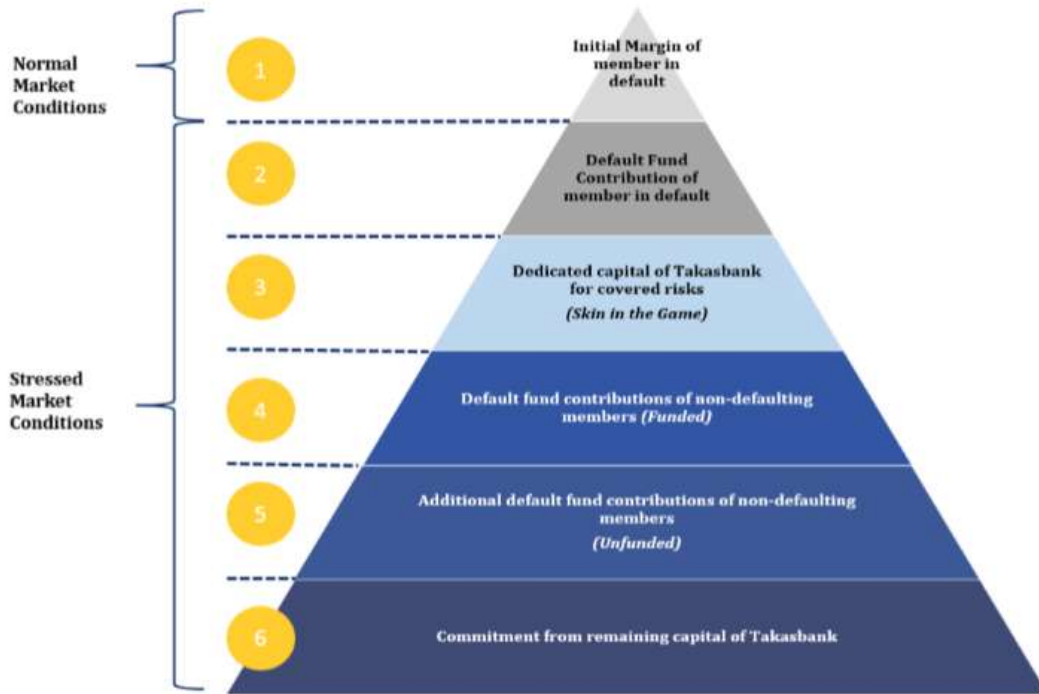 Normal
Market
Conditions
1
Initial Margin of
member in
default
2
Default Fund
Contribution of
member in default
3
Dedicated capital of Takasbank
for covered risks
(Skin in the Game)
Stressed
Market
Conditions
4
Default fund contributions of non-defaulting
members (Funded)
5
Additional default fund contributions of non-defaulting
members
(Unfunded)
6
Commitment from remaining capital of Takasbank